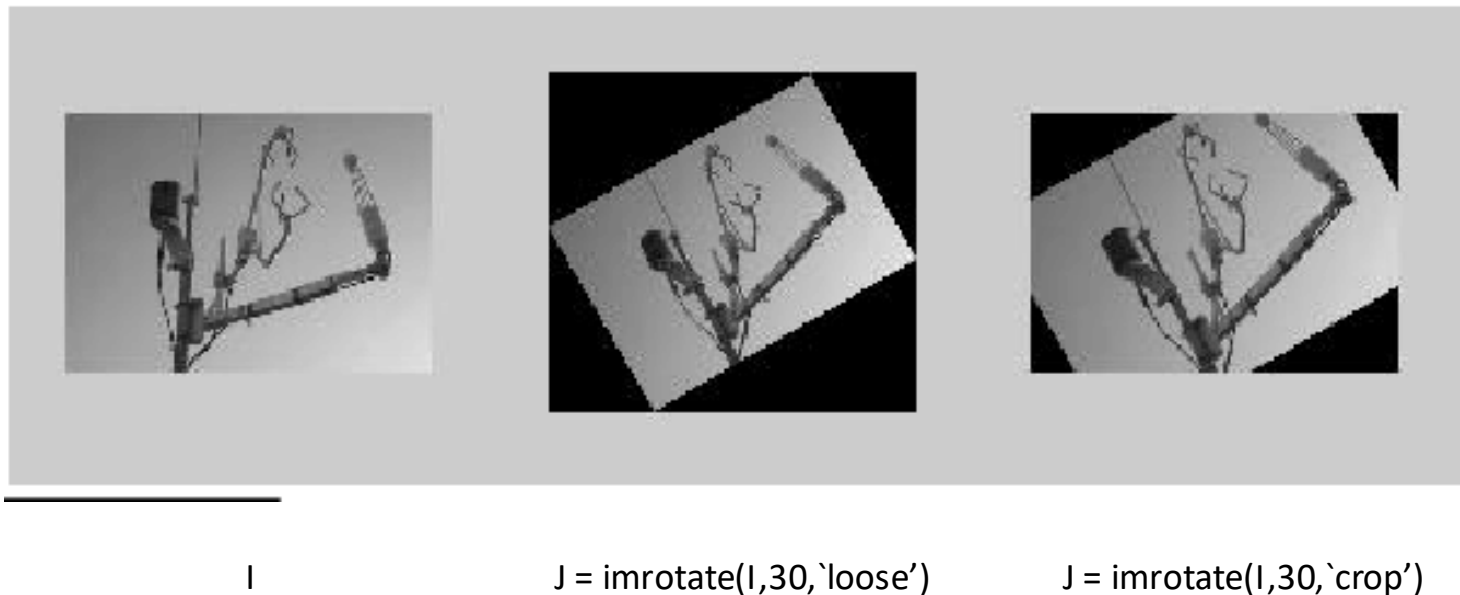 I J = imrotate(I,30,`loose’) J = imrotate(I,30,`crop’)